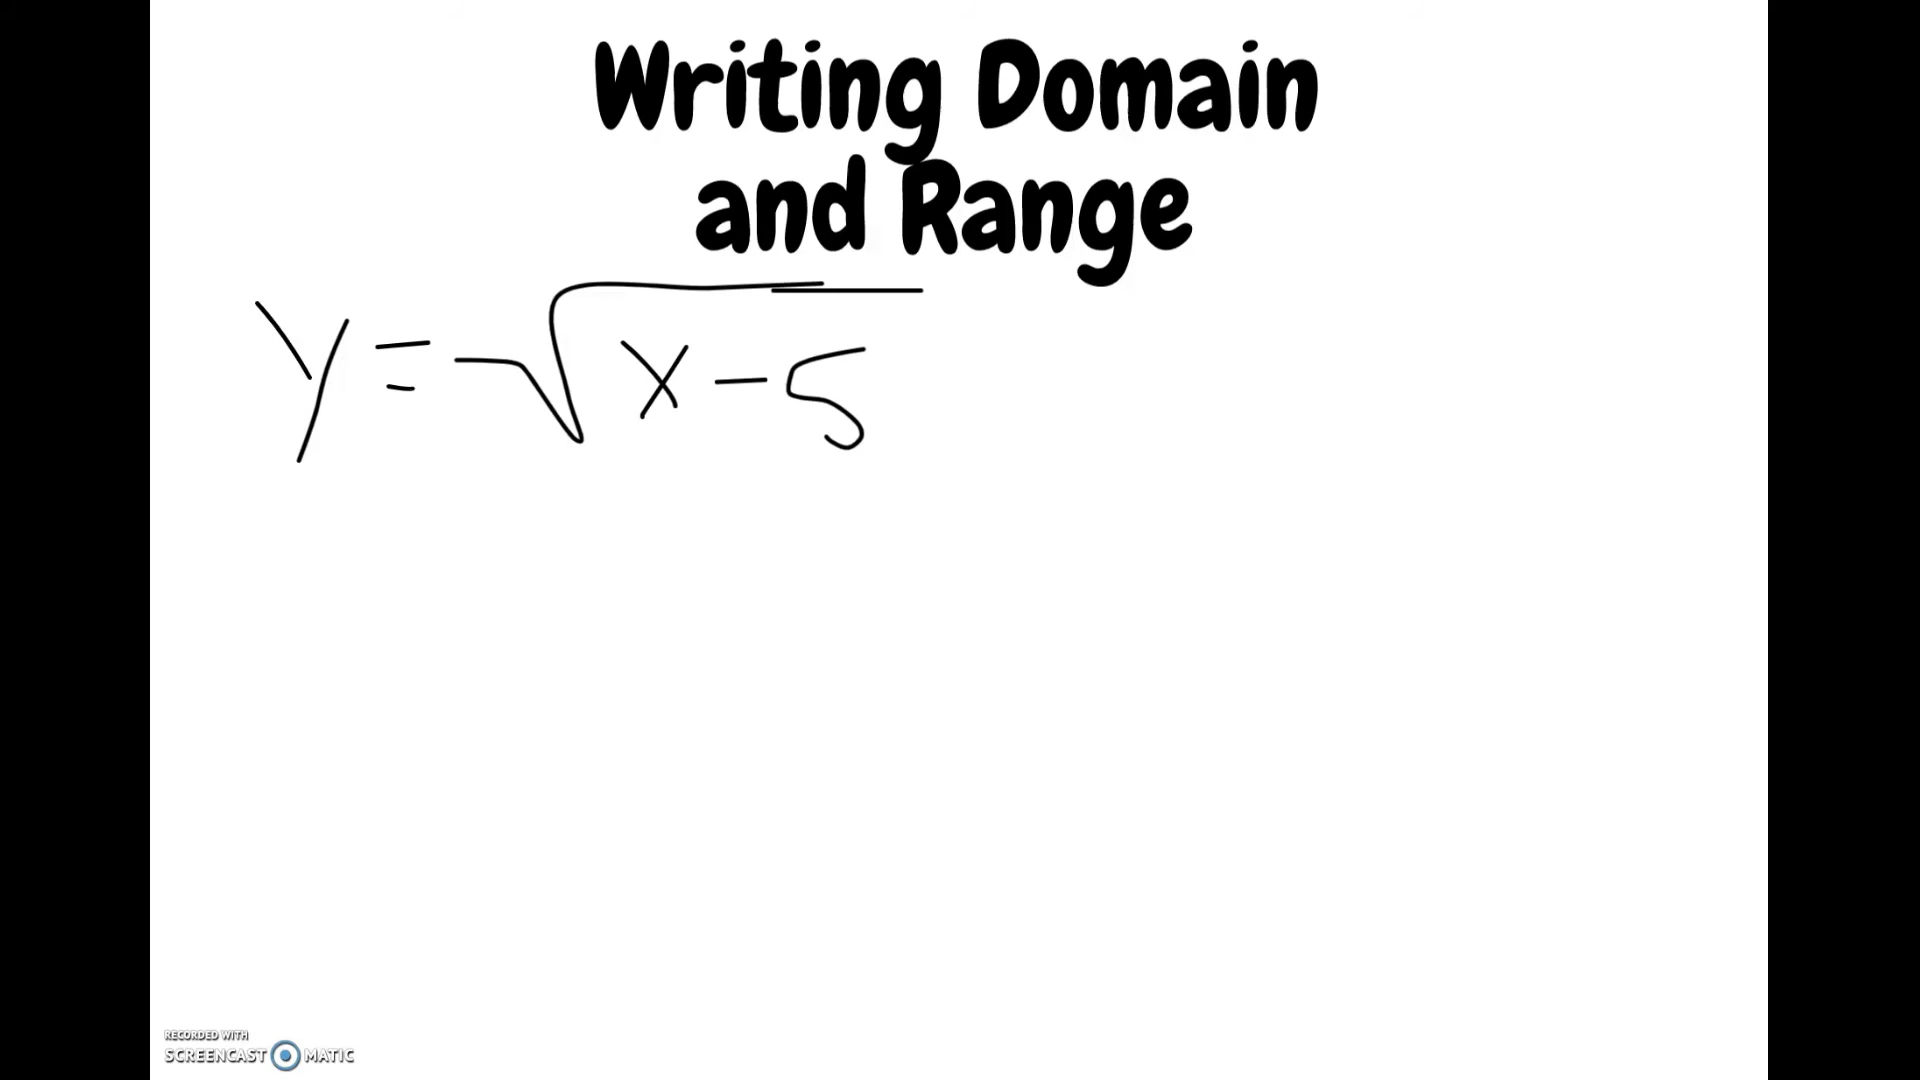 Writing Domain
and Range
y = √x - 5
RECORDED WITH
SCREENCAST MATIC